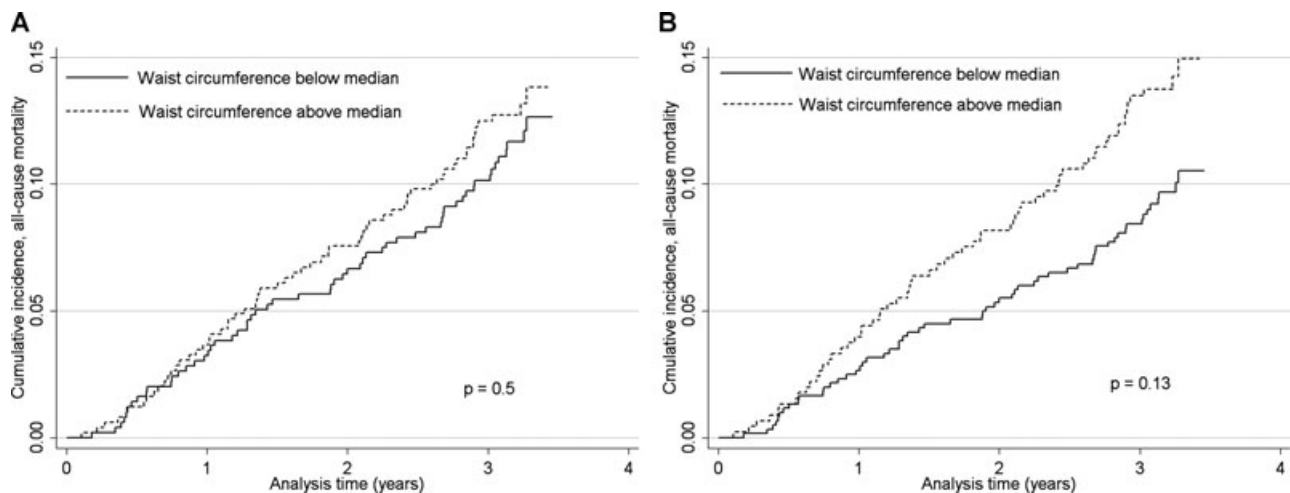 A
Cumulative incidence, all-cause mortality
0.15
0.10
0.05
0.00
Waist circumference below median
Waist circumference above median
p = 0.5
0 1 2 3 4
Analysis time (years)
B
Cmulative incidence, all-cause mortality
0.15
0.10
0.05
0.00
Waist circumference below median
Waist circumference above median
p = 0.13
0 1 2 3 4
Analysis time (years)